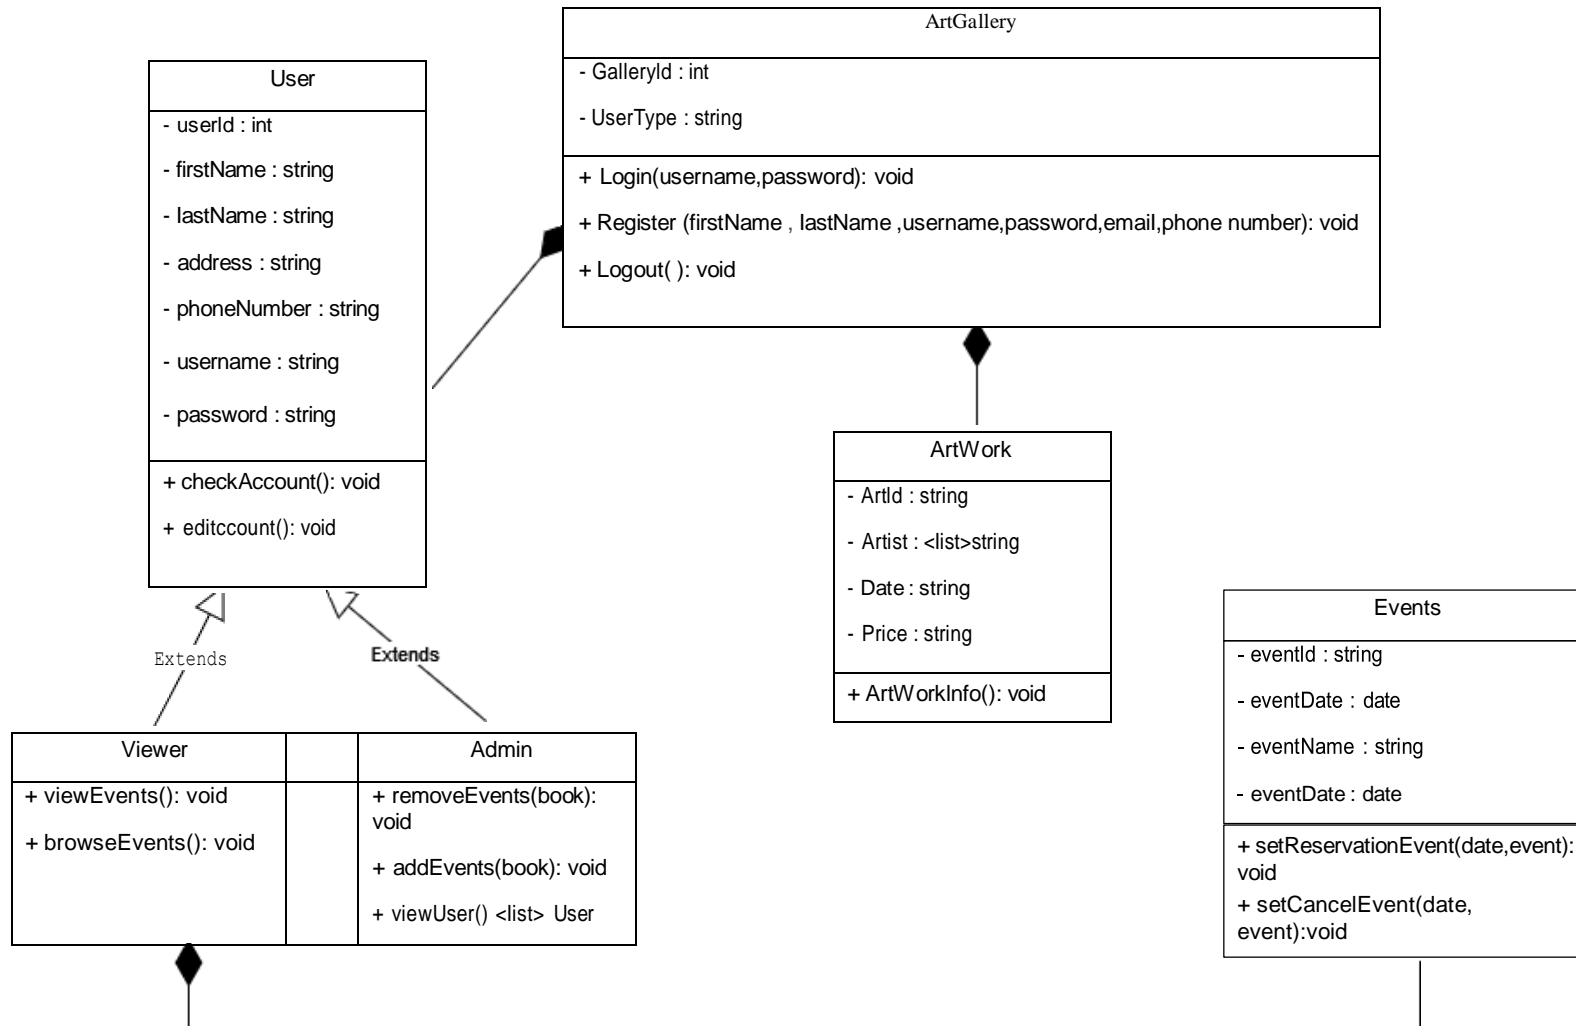 ArtGallery
- GalleryId : int
- UserType : string
+ Login(username,password): void
+ Register (firstName , lastName ,username,password,email,phone number): void
+ Logout( ): void
User
- userId : int
- firstName : string
- lastName : string
- address : string
- phoneNumber : string
- username : string
- password : string
+ checkAccount(): void
+ editccount(): void
ArtWork
- ArtId : string
- Artist : <list>string
- Date : string
- Price : string
+ ArtWorkInfo(): void
Events
- eventId : string
- eventDate : date
- eventName : string
- eventDate : date
+ setReservationEvent(date,event):
void
+ setCancelEvent(date,
event):void
Extends
Extends
Viewer
+ viewEvents(): void
+ browseEvents(): void
Admin
+ removeEvents(book):
void
+ addEvents(book): void
+ viewUser() <list> User